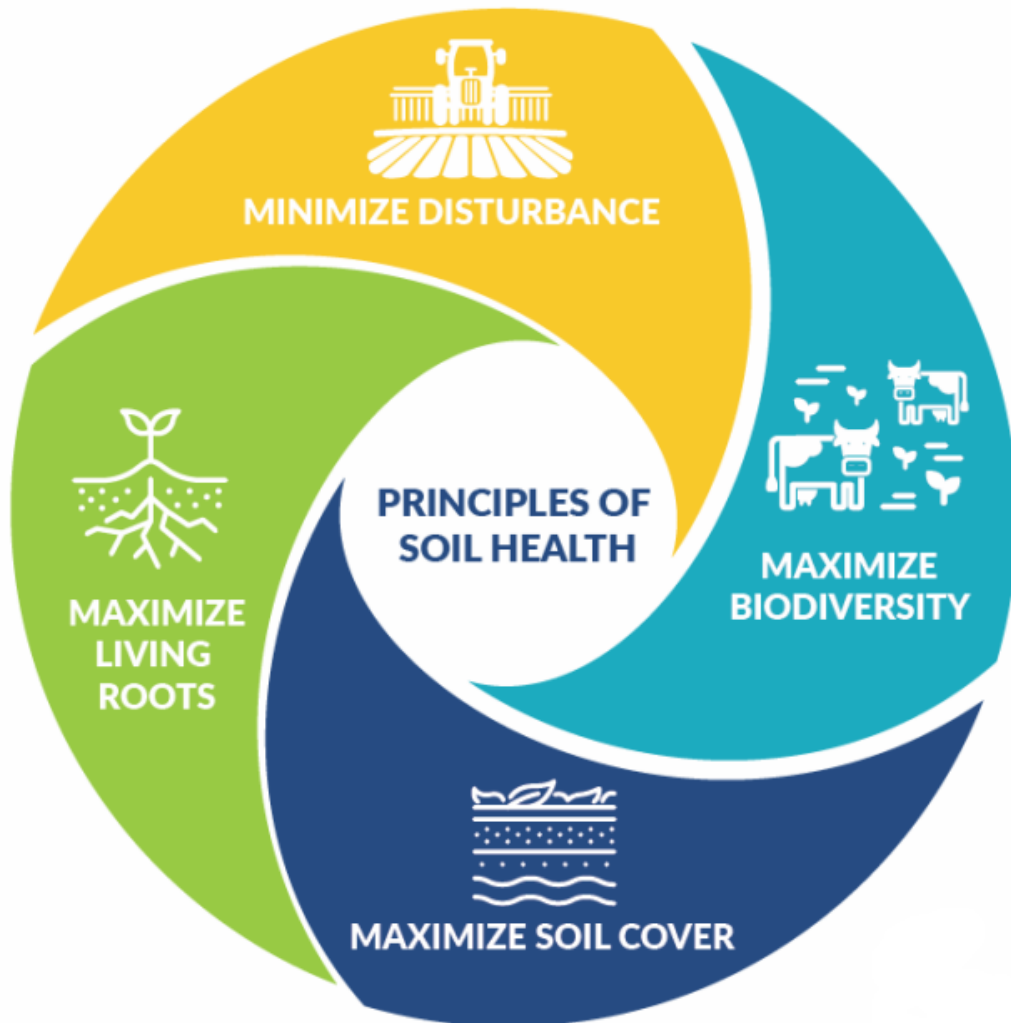 MINIMIZE DISTURBANCE
MAXIMIZE
BIODIVERSITY
PRINCIPLES OF
SOIL HEALTH
MAXIMIZE
LIVING
ROOTS
MAXIMIZE SOIL COVER